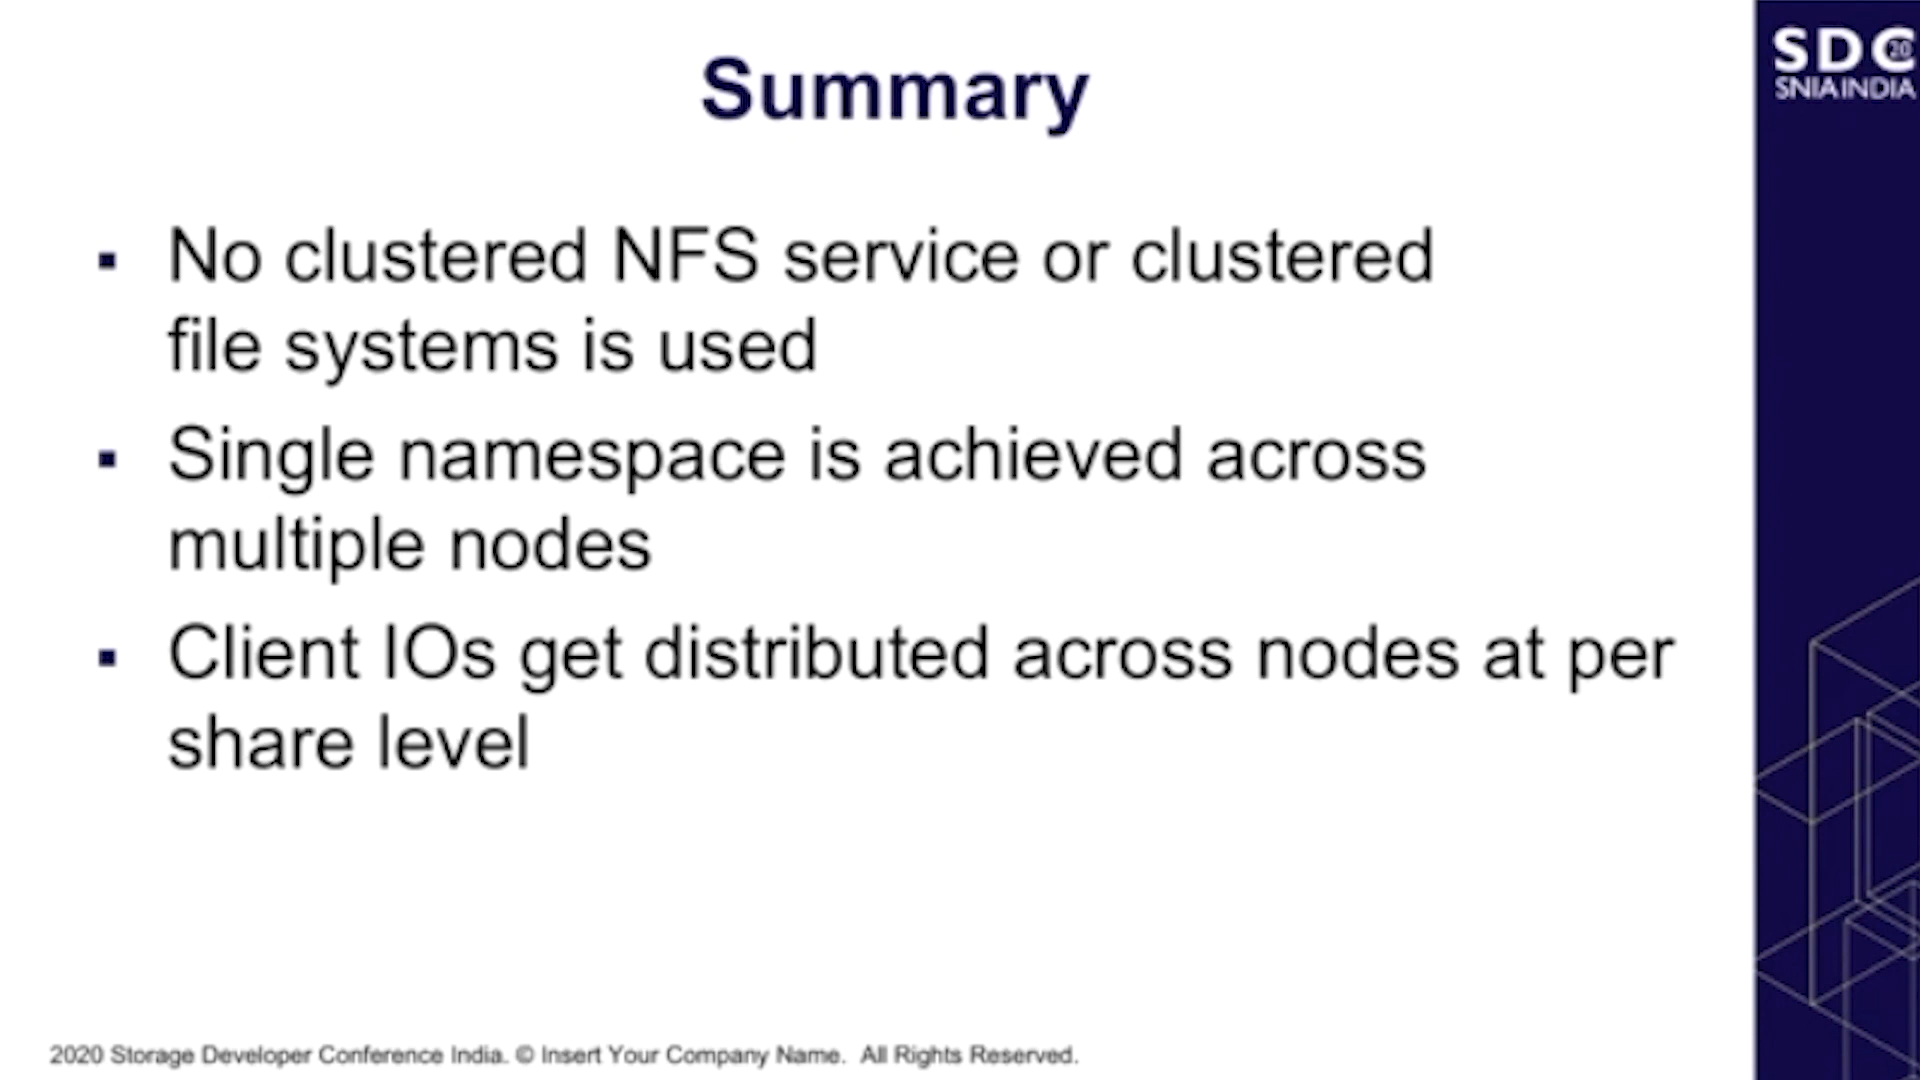 Summary
SDC
20
SNIA INDIA
▪ No clustered NFS service or clustered
file systems is used
▪ Single namespace is achieved across
multiple nodes
▪ Client IOs get distributed across nodes at per
share level
2020 Storage Developer Conference India. © Insert Your Company Name. All Rights Reserved.